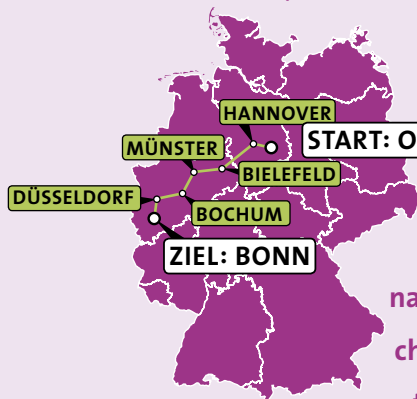 HANNOVER
START: O
MÜNSTER
BIELEFELD
DÜSSELDORF
BOCHUM
ZIEL: BONN
na
ch